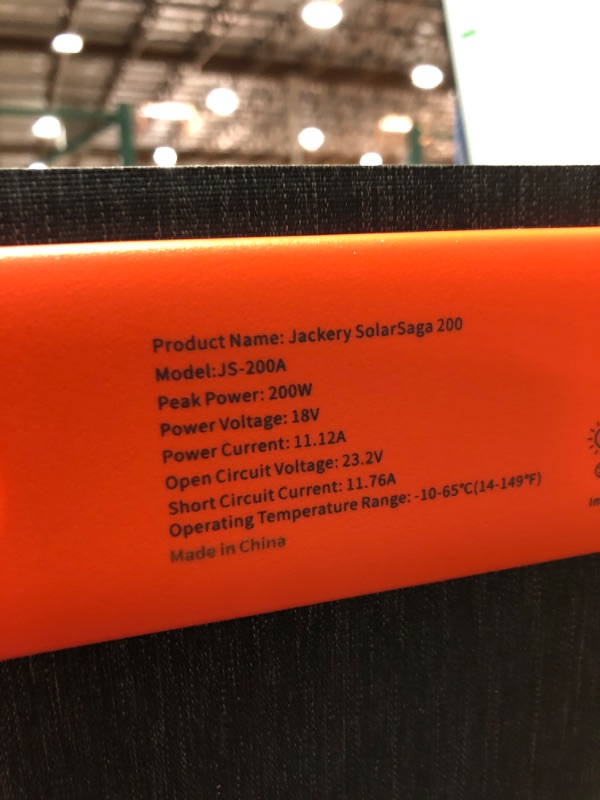 Product Name: Jackery SolarSaga 200
Model:JS-200A
Peak Power: 200W
Power Voltage: 18V
Power Current: 11.12A
Open Circuit Voltage: 23.2V
Short Circuit Current: 11.76A
Operating Temperature Range: -10-65℃(14-149℉)
Made in China